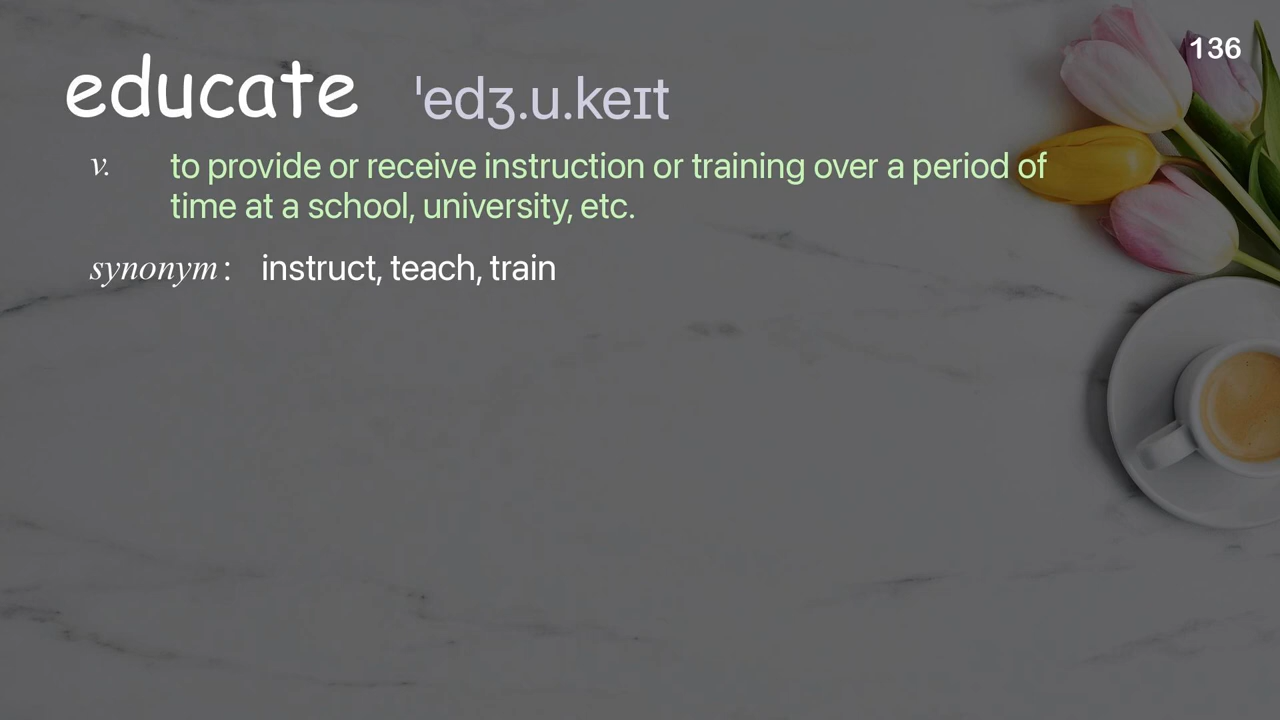 136
educate ˈedʒ.u.keɪt
v. to provide or receive instruction or training over a period of
time at a school, university, etc.
synonym: instruct, teach, train